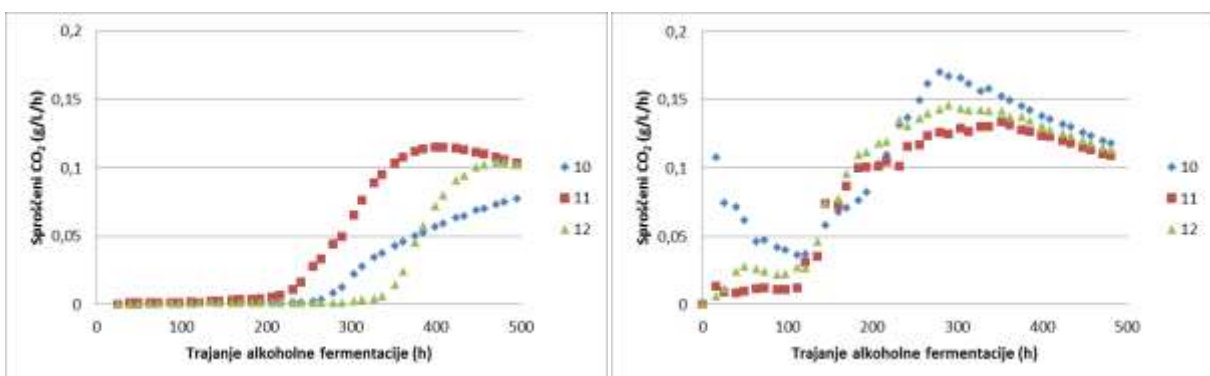 0,2
0,15
0,1
0,05
0
Sproščeni CO₂ (g/L/h)
0 100 200 300 400 500
Trajanje alkoholne fermentacije (h)
10
11
12
0,2
0,15
0,1
0,05
0
Sproščeni CO₂ (g/L/h)
0 100 200 300 400 500
Trajanje alkoholne fermentacije (h)
10
11
12